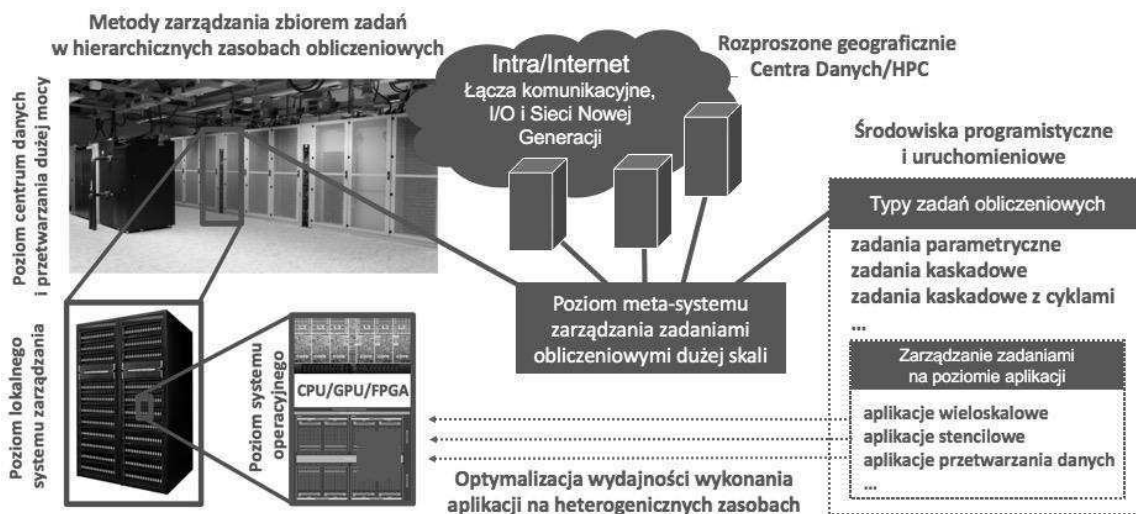 Metody zarządzania zbiorem zadań
w hierarchicznych zasobach obliczeniowych
Poziom centrum danych
i przetwarzania dużej mocy
Intra/Internet
Łącza komunikacyjne,
I/O i Sieci Nowej
Generacji
Rozproszone geograficznie
Centra Danych/HPC
Środowiska programistyczne
i uruchomieniowe
Typy zadań obliczeniowych
zadania parametryczne
zadania kaskadowe
zadania kaskadowe z cyklami
...
Poziom meta-systemu
zarządzania zadaniami
obliczeniowymi dużej skali
Poziom lokalnego
systemu zarządzania
Poziom systemu
operacyjnego
CPU/GPU/FPGA
Zarządzanie zadaniami
na poziomie aplikacji
aplikacje wieloskalowe
aplikacje stencilowe
aplikacje przetwarzania danych
...
Optymalizacja wydajności wykonania
aplikacji na heterogenicznych zasobach